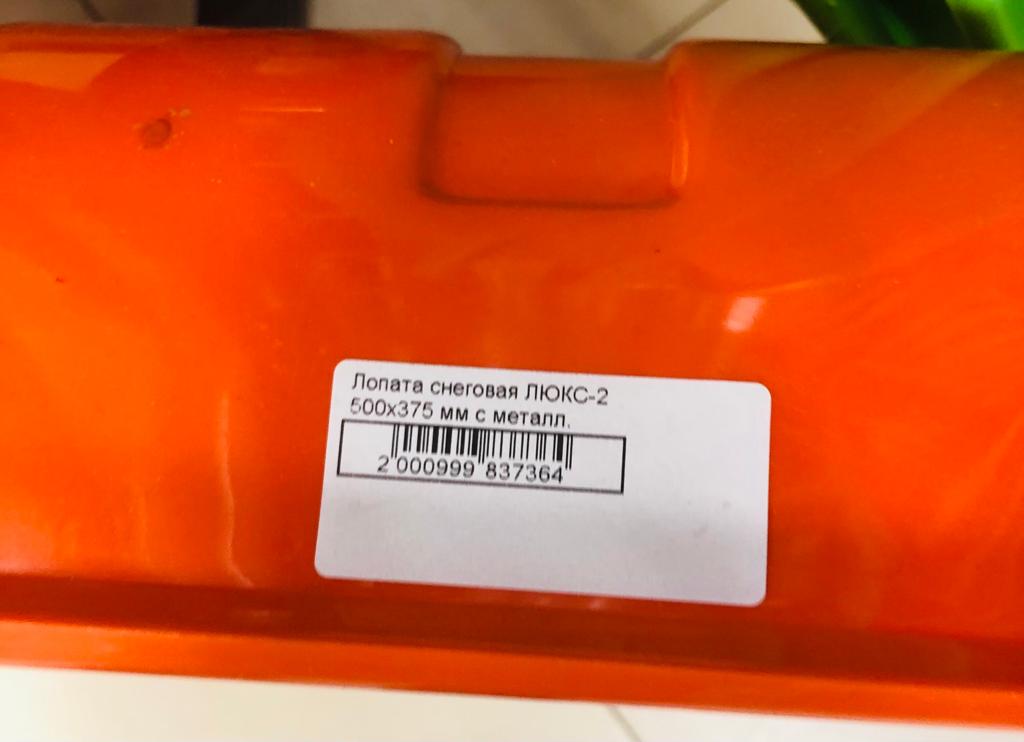 Лопата снеговая ЛЮКС-2
500х375 мм с металл.
2 000999 837364